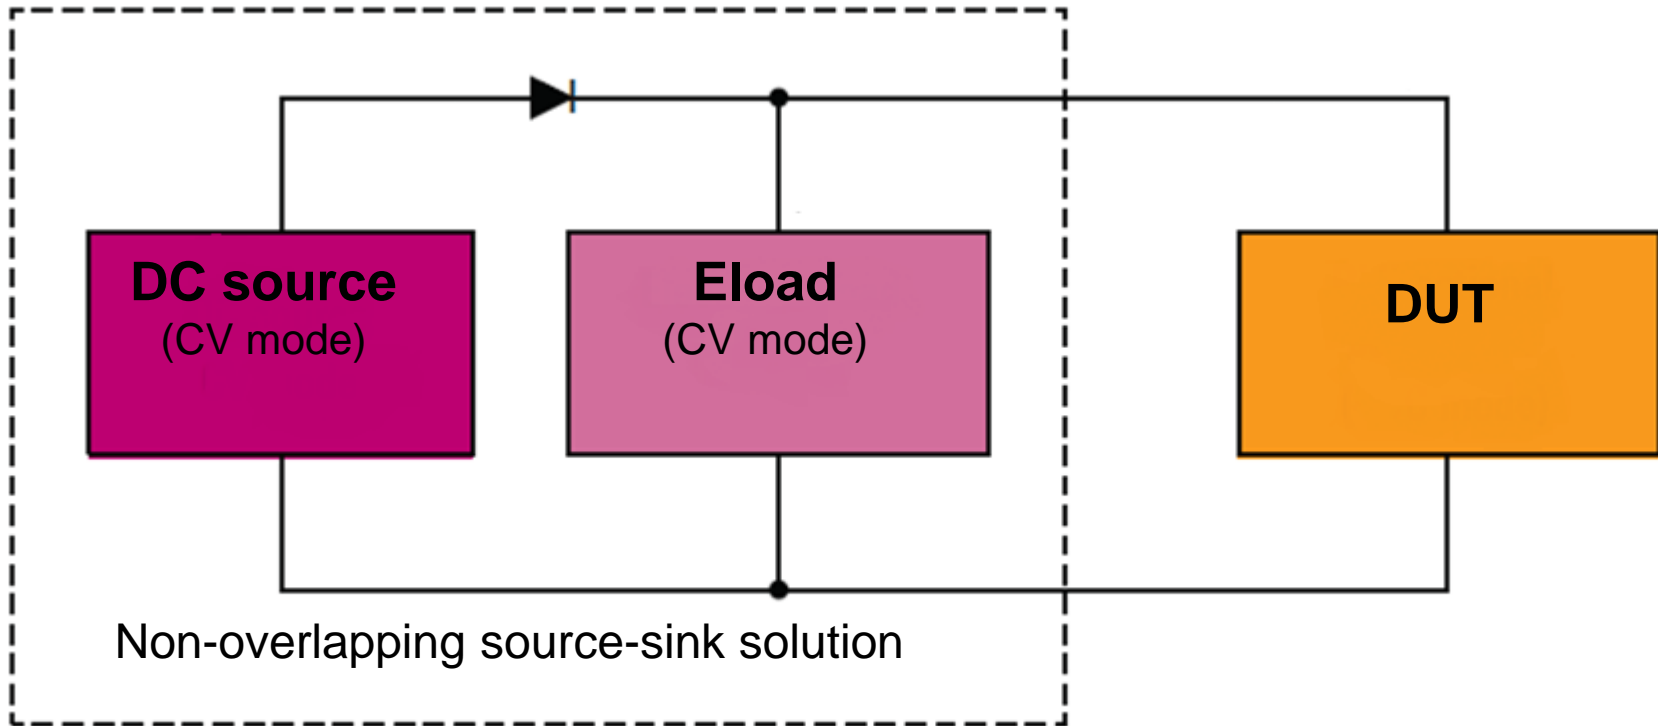 DC source
(CV mode)
Eload
(CV mode)
DUT
Non-overlapping source-sink solution